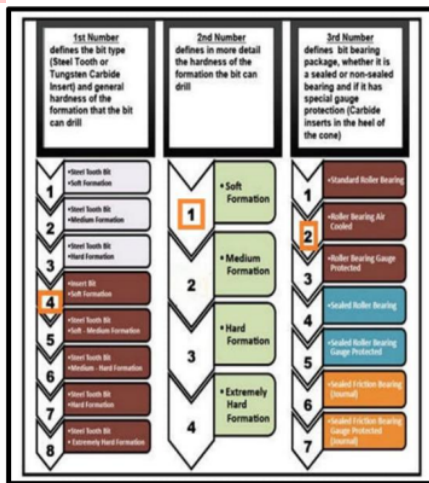 1st Number
defines the bit type
(Steel Tooth or
Tungsten Carbide
Insert) and general
hardness of the
formation that the bit
can drill
2nd Number
defines in more detail
the hardness of the
formation the bit can
drill
3rd Number
defines bit bearing
package, whether it is
a sealed or non-sealed
bearing and if it has
special gauge
protection (Carbide
inserts in the heel of
the cone)
1
•Steel Tooth Bit
•Soft Formation
2
•Steel Tooth Bit
•Medium Formation
3
•Steel Tooth Bit
•Hard Formation
4
•Insert Bit
•Soft Formation
5
•Steel Tooth Bit
•Soft - Medium Formation
6
•Steel Tooth Bit
•Medium - Hard Formation
7
•Steel Tooth Bit
•Hard Formation
8
•Steel Tooth Bit
•Extremely Hard Formation
1
•Soft
Formation
2
•Medium
Formation
3
•Hard
Formation
4
•Extremely
Hard
Formation
1
•Standard Roller Bearing
2
•Roller Bearing Air
Cooled
3
•Roller Bearing Gauge
Protected
4
•Sealed Roller Bearing
5
•Sealed Roller Bearing
Gauge Protected
6
•Sealed Friction Bearing
(Journal)
7
•Sealed Friction Bearing
Gauge Protected
(Journal)